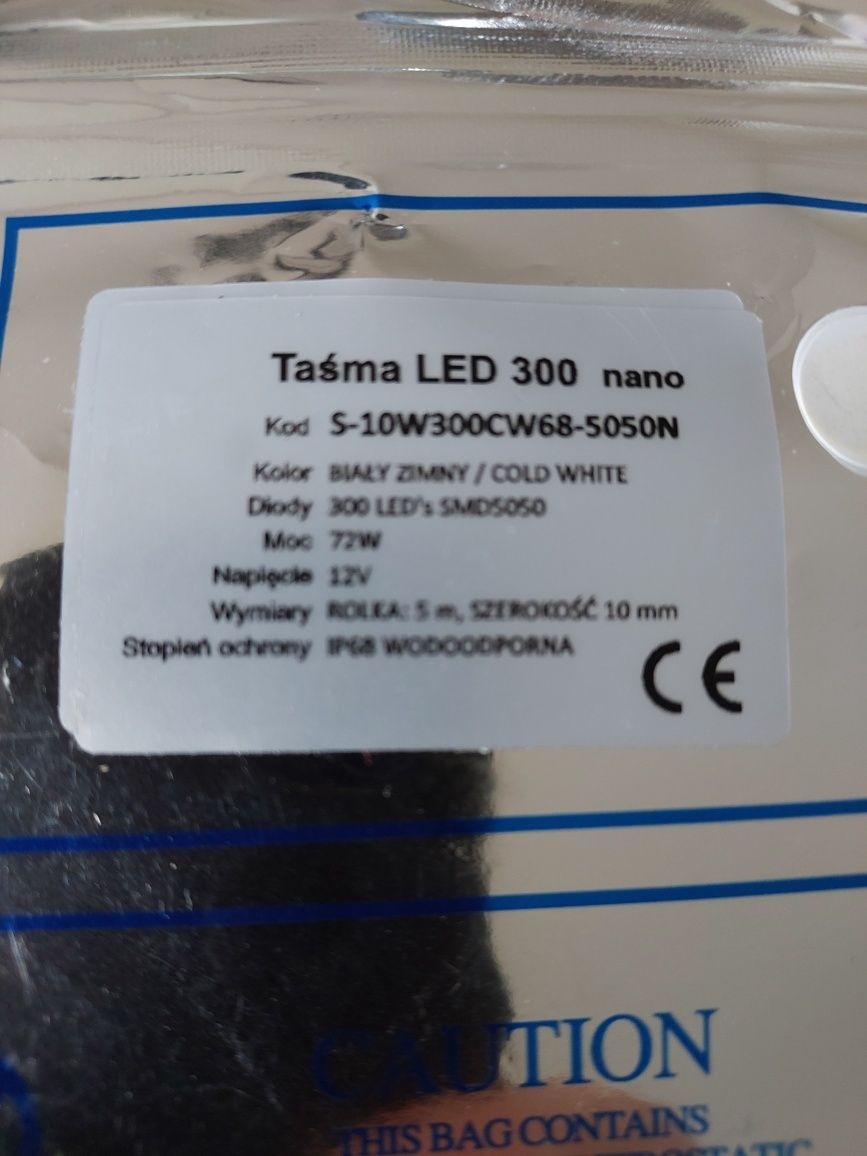 Taśma LED 300 nano
Kod S-10W300CW68-5050N
Kolor BIAŁY ZIMNY / COLD WHITE
Diody 300 LED's SMD5050
Moc 72W
Napięcie 12V
Wymiary ROLKA: 5 m, SZEROKOŚĆ 10 mm
Stopień ochrony IP68 WODOODPORNA
CE
CAUTION
THIS BAG CONTAINS